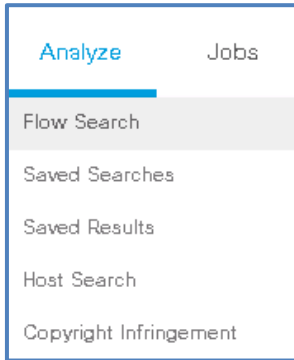 Analyze Jobs
Flow Search
Saved Searches
Saved Results
Host Search
Copyright Infringement